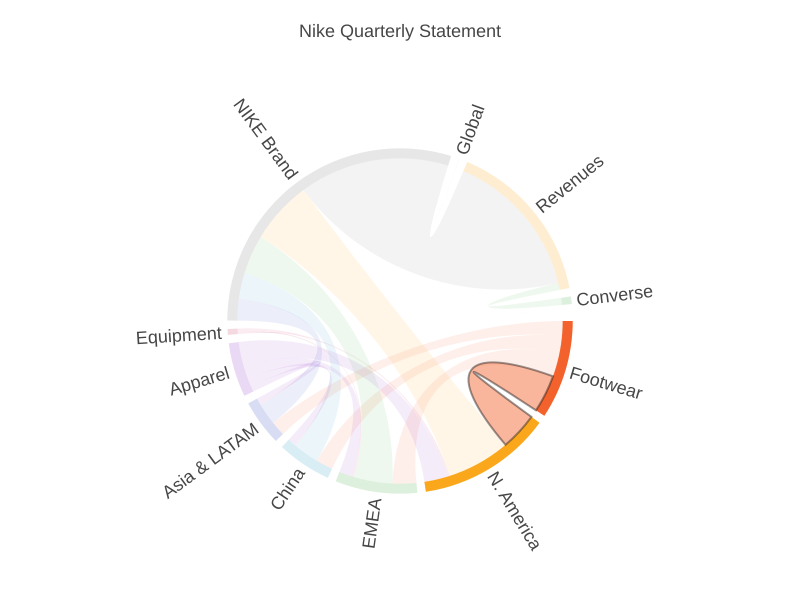 Nike Quarterly Statement
NIKE Brand
Global
Revenues
Converse
Equipment
Footwear
Apparel
Asia & LATAM
China
EMEA
N. America